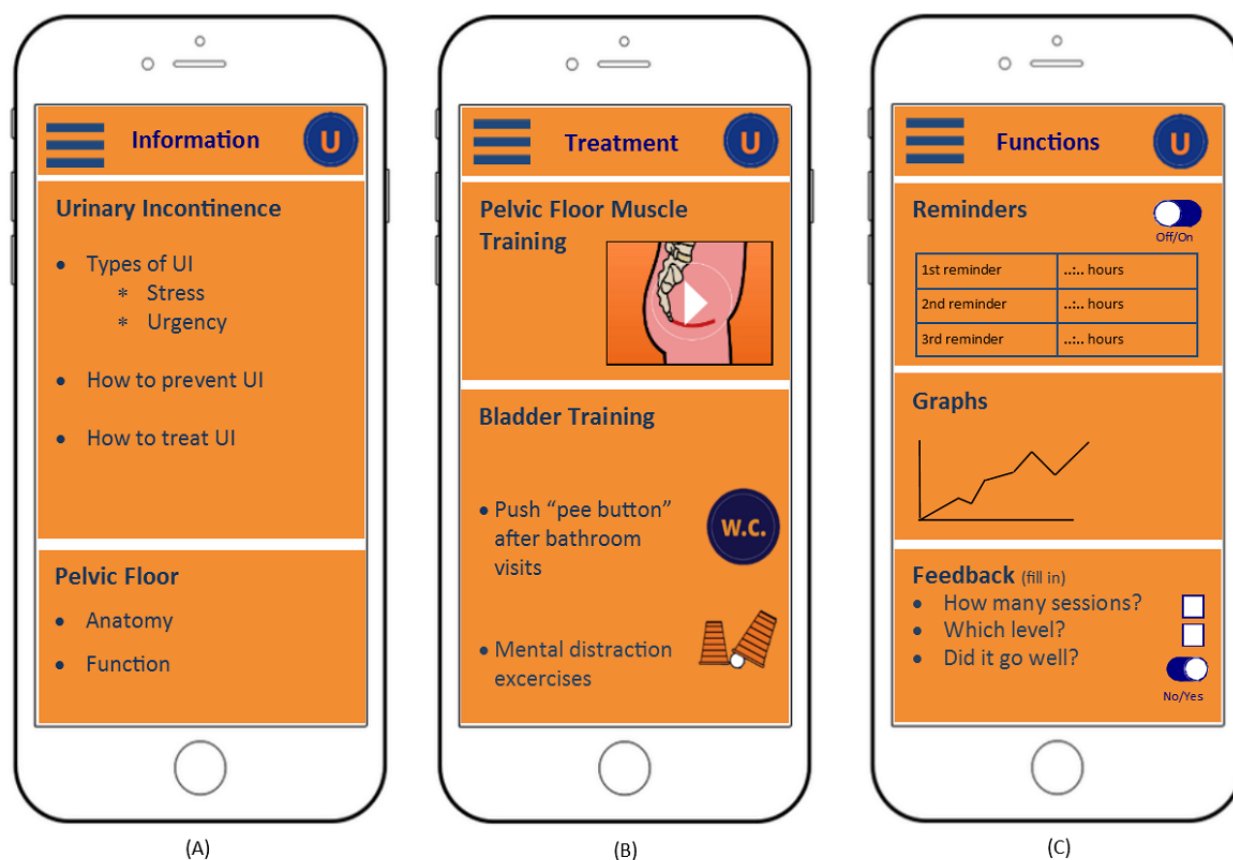 Information
U
Urinary Incontinence
• Types of UI
* Stress
* Urgency
• How to prevent UI
• How to treat UI
Pelvic Floor
• Anatomy
• Function
(A)
Treatment
U
Pelvic Floor Muscle
Training
Bladder Training
• Push “pee button”
after bathroom
visits
W.C.
• Mental distraction
excercises
(B)
Functions
U
Reminders
Off/On
1st reminder ..:.. hours
2nd reminder ..:.. hours
3rd reminder ..:.. hours
Graphs
Feedback (fill in)
• How many sessions?
• Which level?
• Did it go well?
No/Yes
(C)